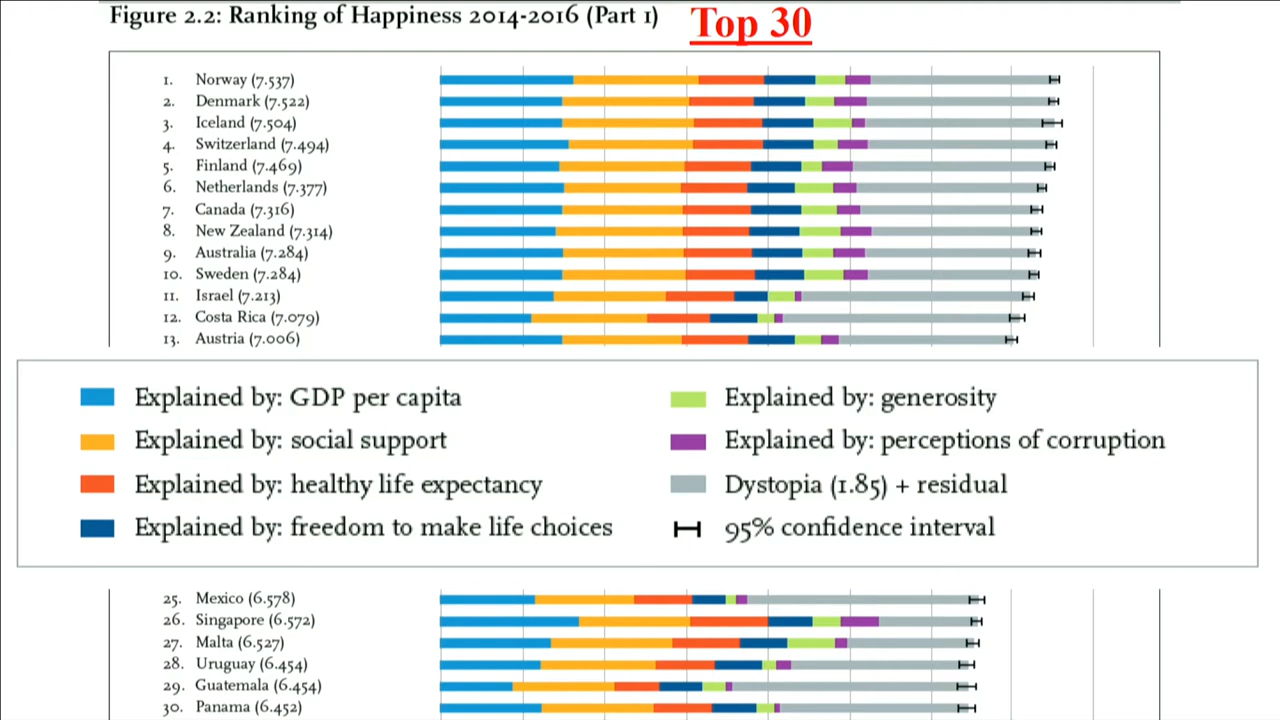 Figure 2.2: Ranking of Happiness 2014-2016 (Part 1) Top 30
1. Norway (7.537)
2. Denmark (7.522)
3. Iceland (7.504)
4. Switzerland (7.494)
5. Finland (7.469)
6. Netherlands (7.377)
7. Canada (7.316)
8. New Zealand (7.314)
9. Australia (7.284)
10. Sweden (7.284)
11. Israel (7.213)
12. Costa Rica (7.079)
13. Austria (7.006)
Explained by: GDP per capita
Explained by: social support
Explained by: healthy life expectancy
Explained by: freedom to make life choices
Explained by: generosity
Explained by: perceptions of corruption
Dystopia (1.85) + residual
95% confidence interval
25. Mexico (6.578)
26. Singapore (6.572)
27. Malta (6.527)
28. Uruguay (6.454)
29. Guatemala (6.454)
30. Panama (6.452)